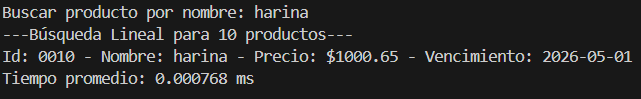 Buscar producto por nombre: harina
---Búsqueda Lineal para 10 productos---
Id: 0010 - Nombre: harina - Precio: $1000.65 - Vencimiento: 2026-05-01
Tiempo promedio: 0.000768 ms